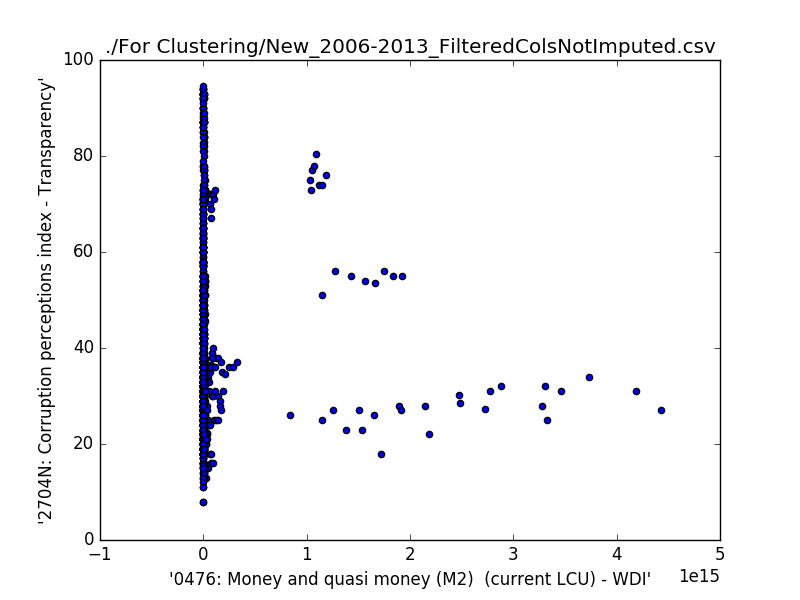 ./For Clustering/New_2006-2013_FilteredColsNotImputed.csv
100
80
60
40
20
0
'2704N: Corruption perceptions index - Transparency'
−1 0 1 2 3 4 5
1e15
'0476: Money and quasi money (M2)  (current LCU) - WDI'